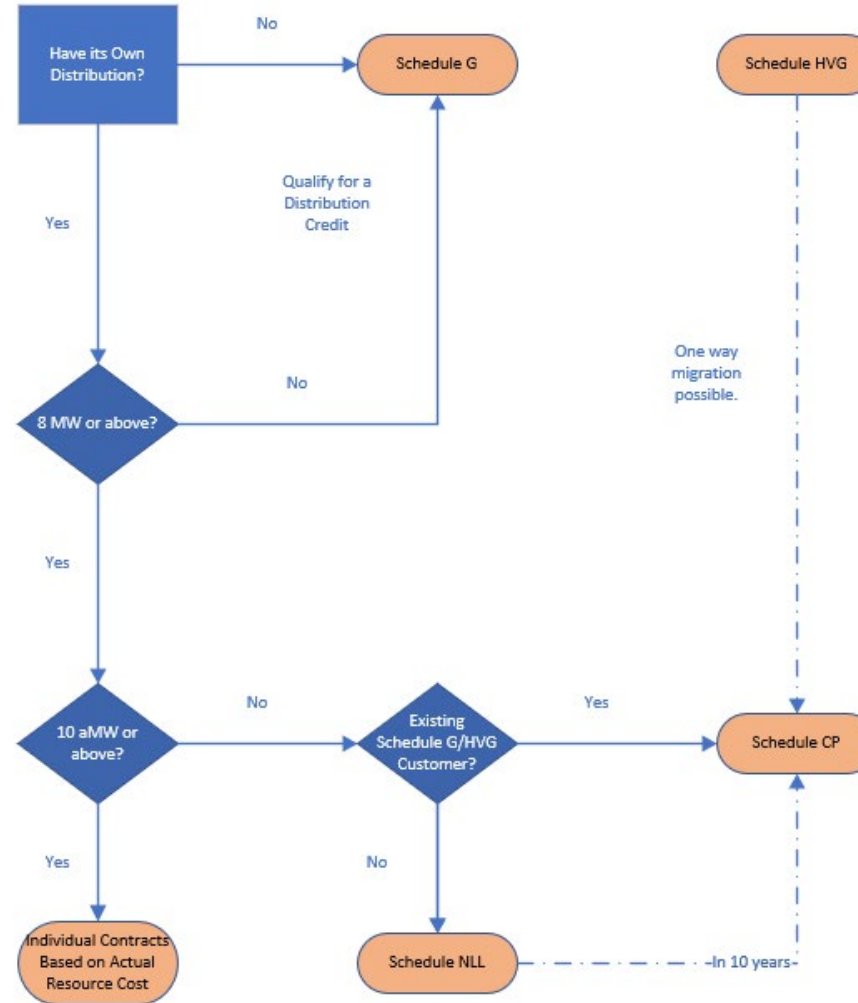 Have its Own
Distribution?
No
Schedule G
Schedule HVG
Qualify for a
Distribution
Credit
Yes
One way
migration
possible.
8 MW or above?
No
Yes
10 aMW or
above?
No
Existing
Schedule G/HVG
Customer?
Yes
Schedule CP
Yes
No
Individual Contracts
Based on Actual
Resource Cost
Schedule NLL
In 10 years